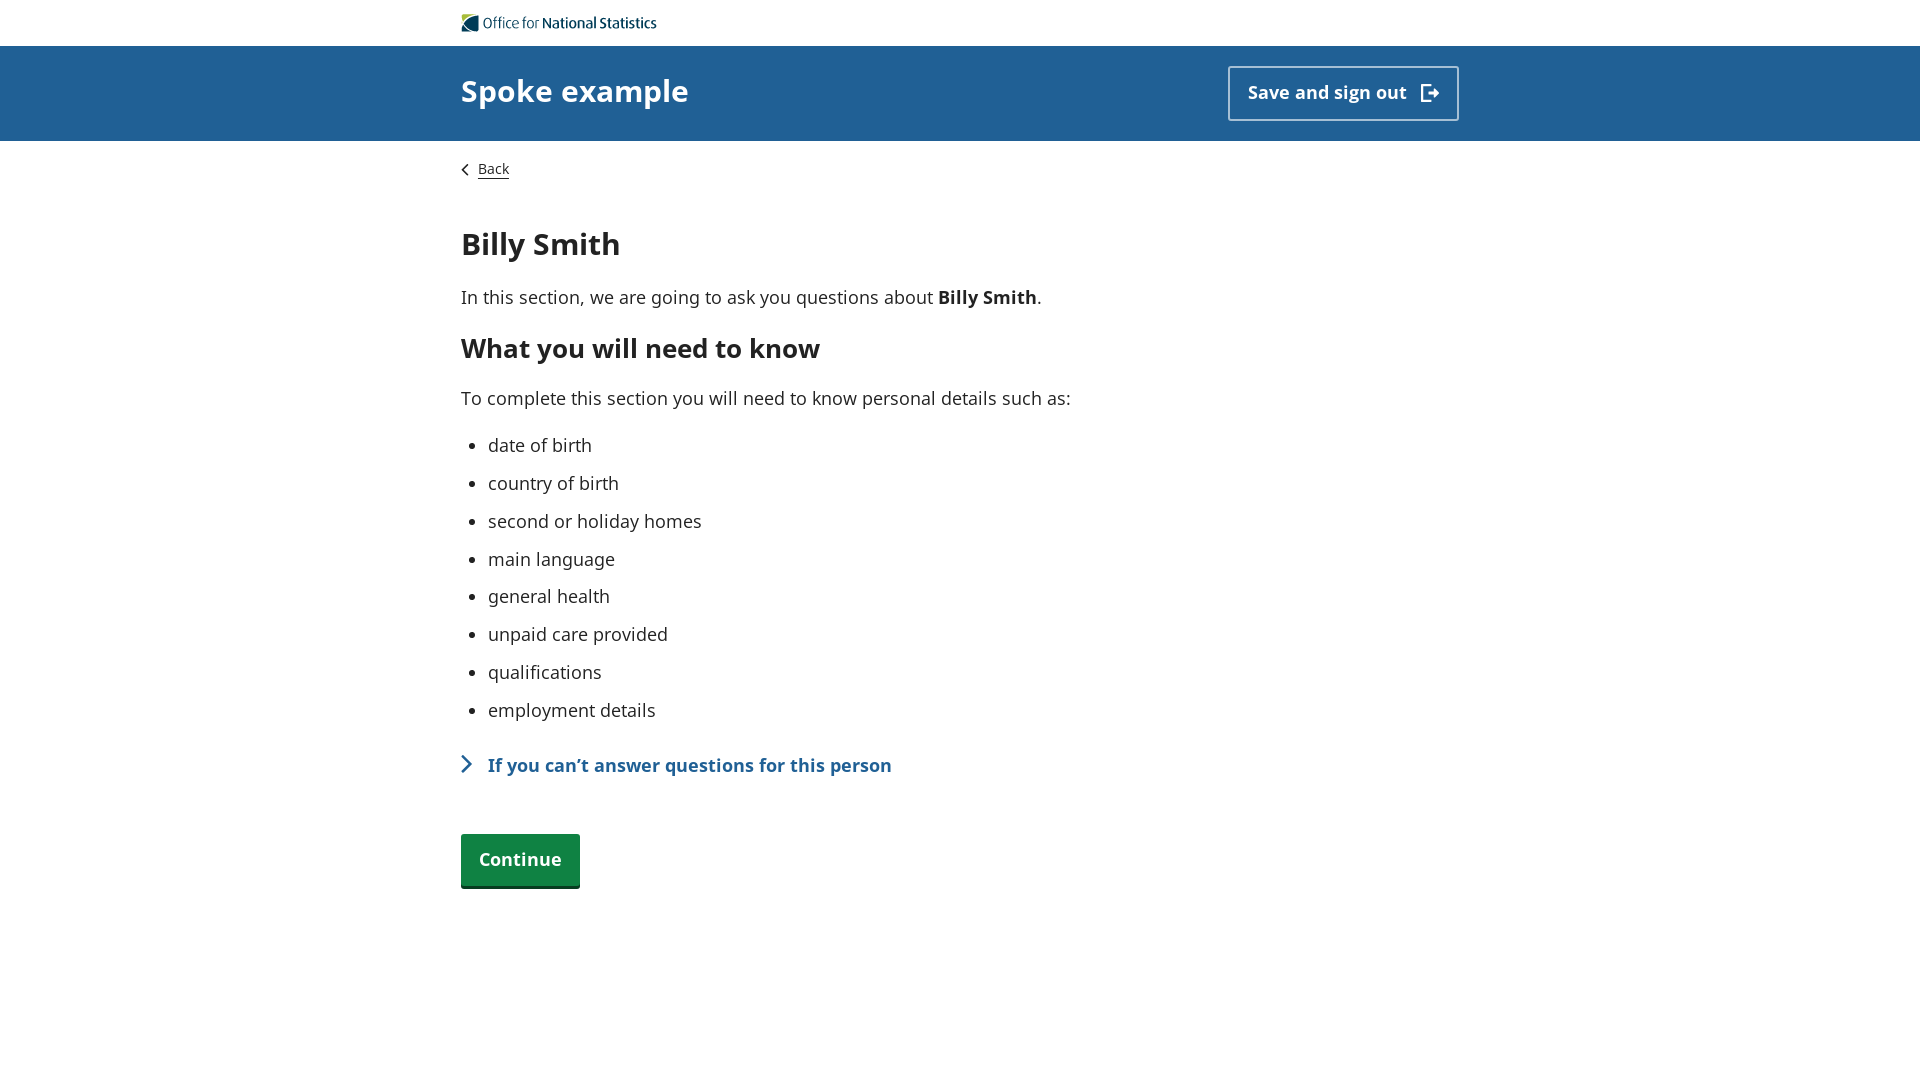 Office for National Statistics
Spoke example
Save and sign out
Back
Billy Smith
In this section, we are going to ask you questions about Billy Smith.
What you will need to know
To complete this section you will need to know personal details such as:
date of birth
country of birth
second or holiday homes
main language
general health
unpaid care provided
qualifications
employment details
If you can’t answer questions for this person
Continue